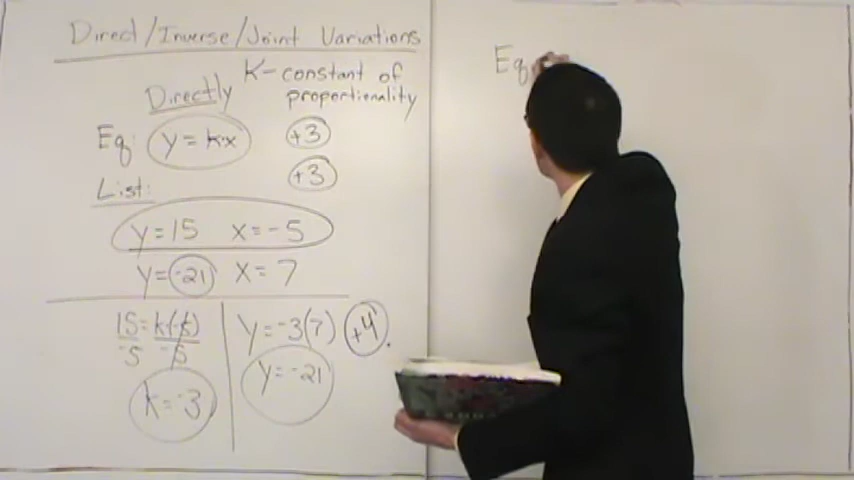 Direct/Inverse/Joint Variations
K-constant of
proportionality
Directly
Eq: y = k·x +3
+3
List:
y=15 x=-5
y=-21 x=7
15=k(-5) y=-3(7) +4
-5 -5
k=-3 y=-21
Eq